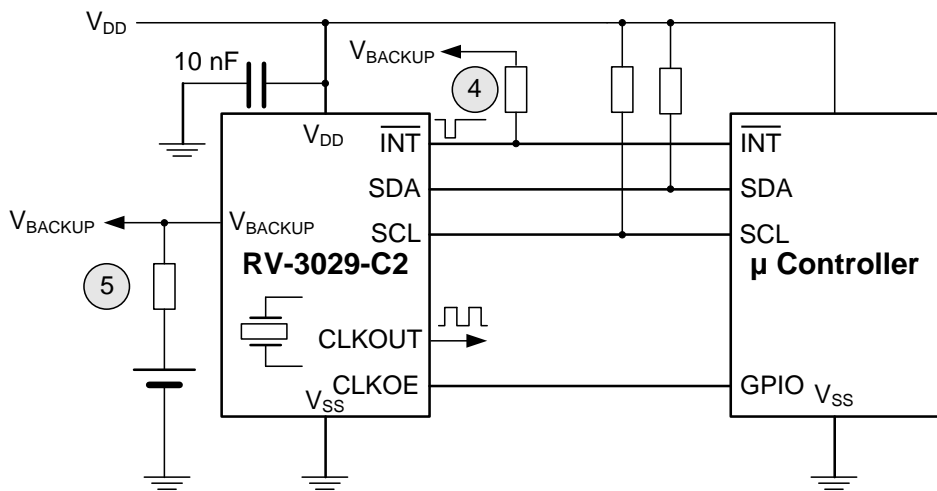 VDD
10 nF
VBACKUP
4
VDD
INT
INT
SDA
SDA
VBACKUP
VBACKUP
SCL
SCL
RV-3029-C2
µ Controller
5
CLKOUT
CLKOE
GPIO
VSS
VSS